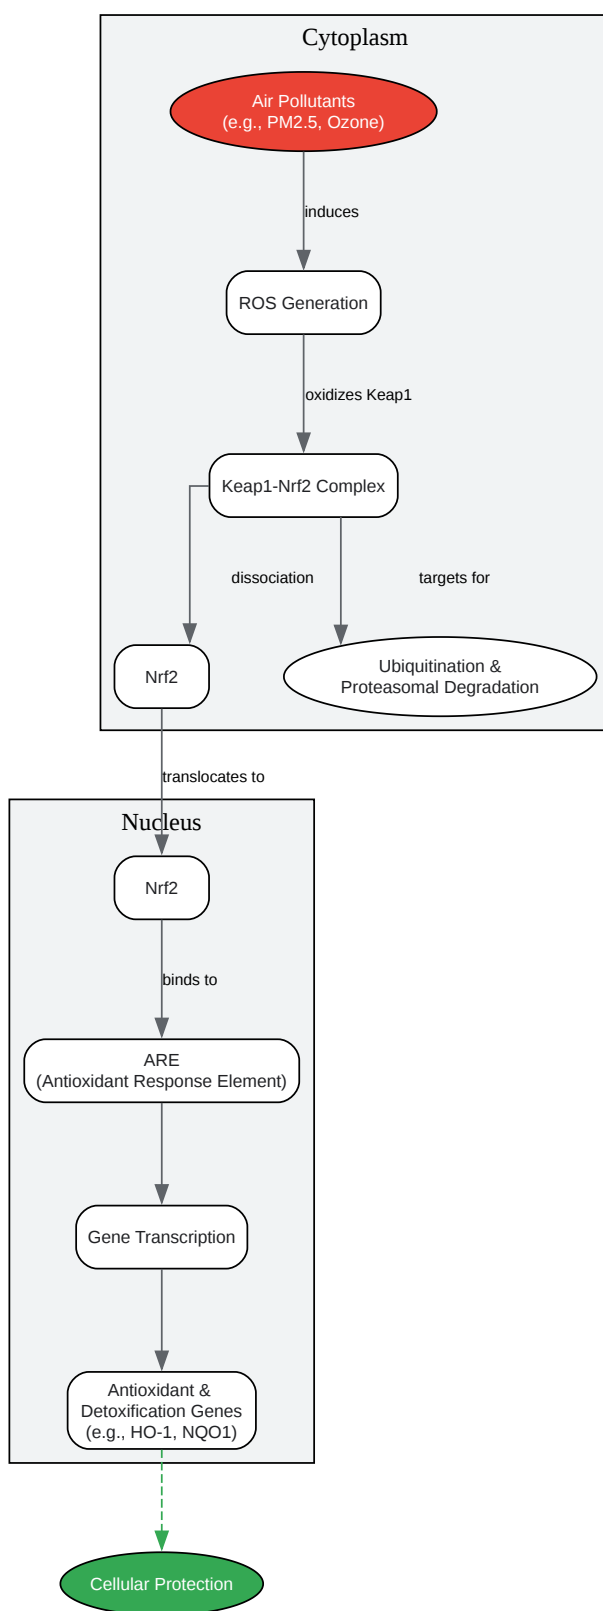 Cytoplasm
Air Pollutants
(e.g., PM2.5, Ozone)
induces
ROS Generation
oxidizes Keap1
Keap1-Nrf2 Complex
dissociation
targets for
Nrf2
Ubiquitination &
Proteasomal Degradation
translocates to
Nucleus
Nrf2
binds to
ARE
(Antioxidant Response Element)
Gene Transcription
Antioxidant &
Detoxification Genes
(e.g., HO-1, NQO1)
Cellular Protection